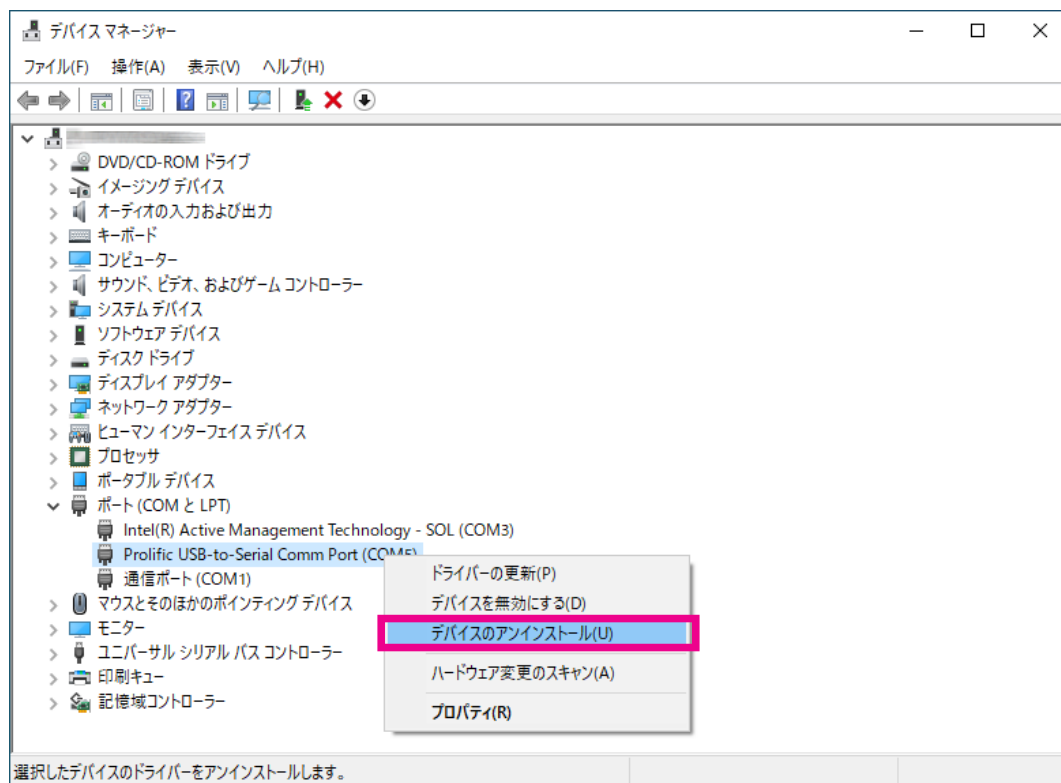 デバイス マネージャー
ファイル(F) 操作(A) 表示(V) ヘルプ(H)
DVD/CD-ROM ドライブ
イメージング デバイス
オーディオの入力および出力
キーボード
コンピューター
サウンド、ビデオ、およびゲーム コントローラー
システム デバイス
ソフトウェア デバイス
ディスク ドライブ
ディスプレイ アダプター
ネットワーク アダプター
ヒューマン インターフェイス デバイス
プロセッサ
ポータブル デバイス
ポート (COM と LPT)
Intel(R) Active Management Technology - SOL (COM3)
Prolific USB-to-Serial Comm Port (COM5)
通信ポート (COM1)
マウスとそのほかのポインティング デバイス
モニター
ユニバーサル シリアル バス コントローラー
印刷キュー
記憶域コントローラー
ドライバーの更新(P)
デバイスを無効にする(D)
デバイスのアンインストール(U)
ハードウェア変更のスキャン(A)
プロパティ(R)
選択したデバイスのドライバーをアンインストールします。